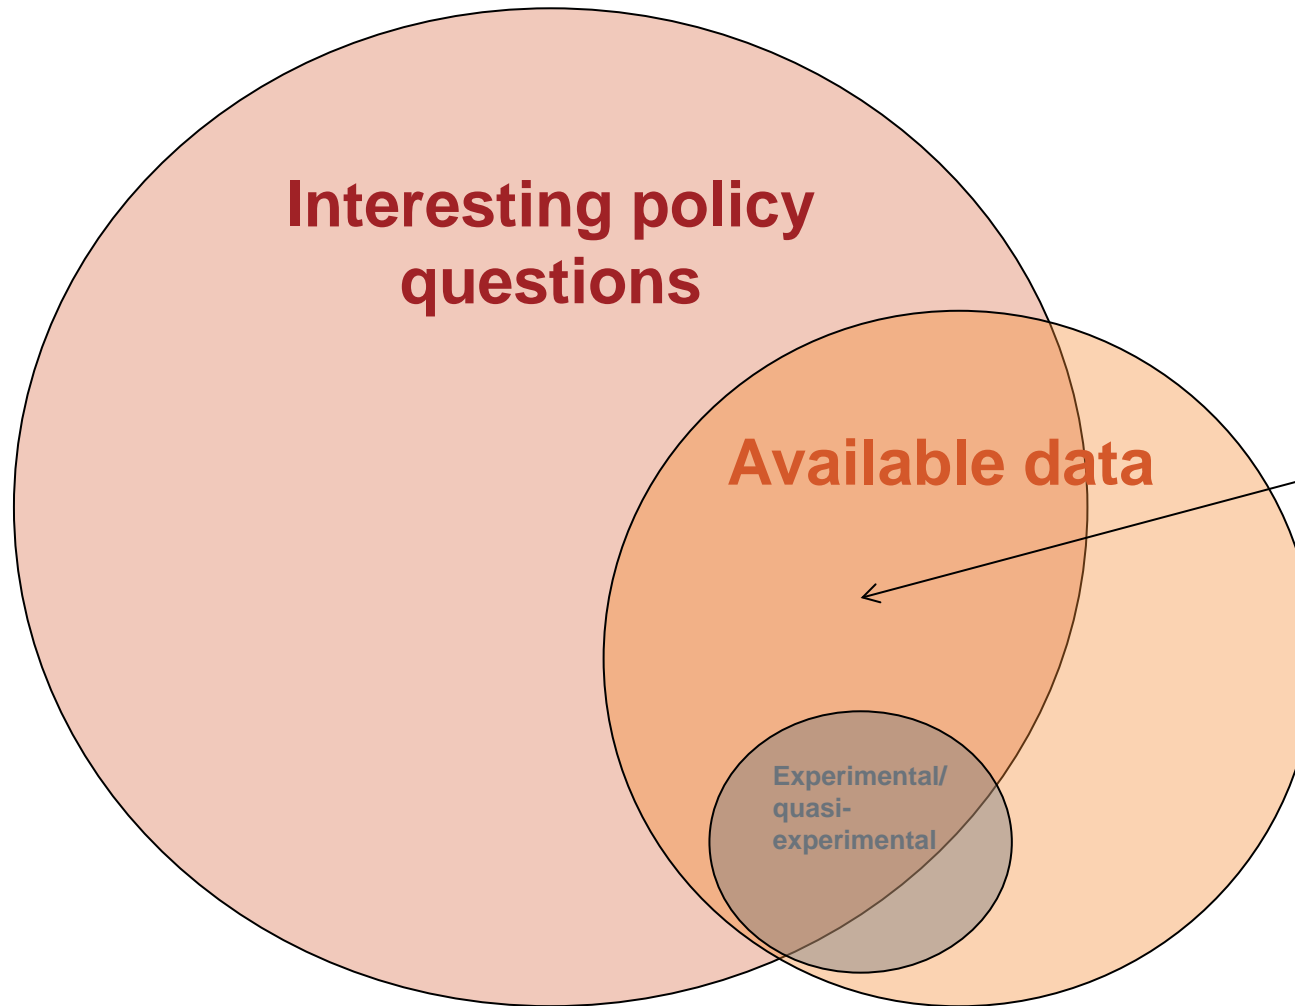 Interesting policy
questions
Available data
Experimental/
quasi-
experimental